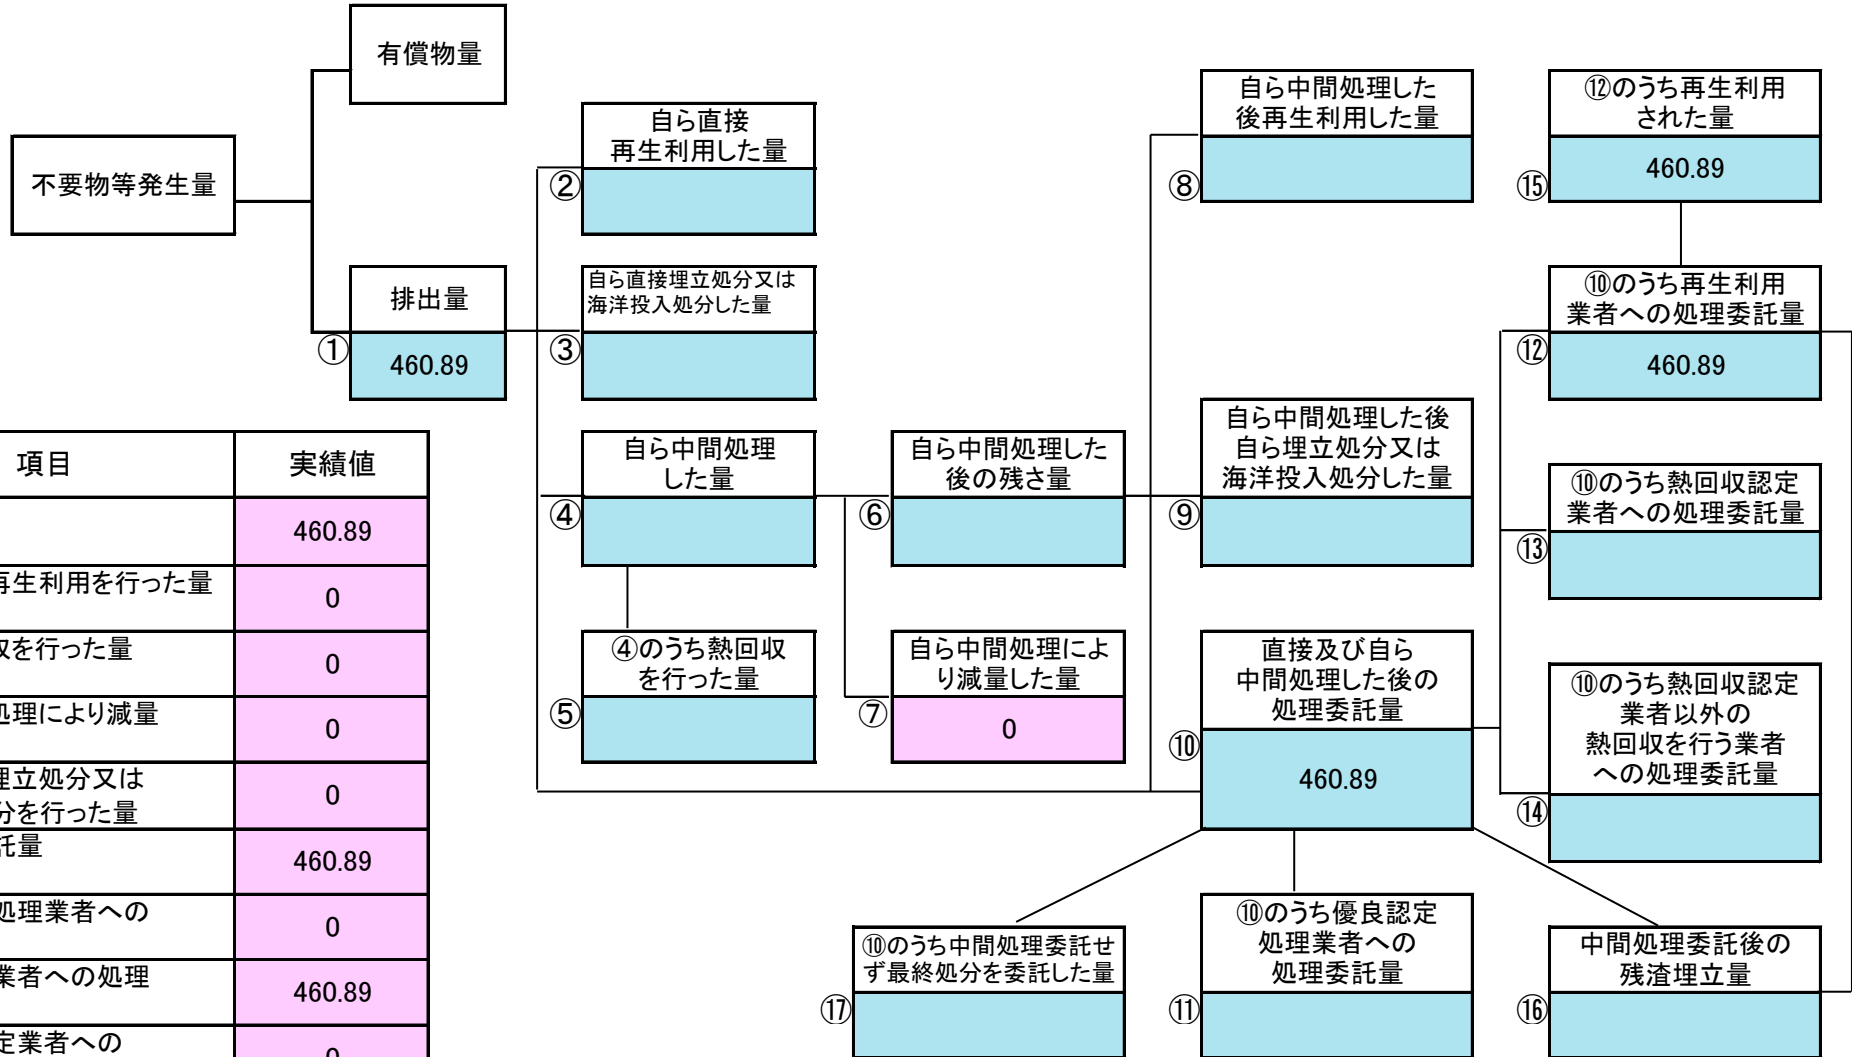 有償物量
不要物等発生量
排出量
①
460.89
自ら直接
再生利用した量
②
自ら直接埋立処分又は
海洋投入処分した量
③
自ら中間処理
した量
④
④のうち熱回収
を行った量
⑤
自ら中間処理した
後の残さ量
⑥
自ら中間処理によ
り減量した量
⑦
0
自ら中間処理した
後再生利用した量
⑧
自ら中間処理した後
自ら埋立処分又は
海洋投入処分した量
⑨
直接及び自ら
中間処理した後の
処理委託量
⑩
460.89
⑫のうち再生利用
された量
⑮
460.89
⑩のうち再生利用
業者への処理委託量
⑫
460.89
⑩のうち熱回収認定
業者への処理委託量
⑬
⑩のうち熱回収認定
業者以外の
熱回収を行う業者
への処理委託量
⑭
⑩のうち中間処理委託せ
ず最終処分を委託した量
⑰
⑩のうち優良認定
処理業者への
処理委託量
⑪
中間処理委託後の
残渣埋立量
⑯
項目 実績値
460.89
再生利用を行った量 0
を行った量 0
処理により減量 0
埋立処分又は
分を行った量 0
託量 460.89
処理業者への 0
業者への処理 460.89
定業者への 0